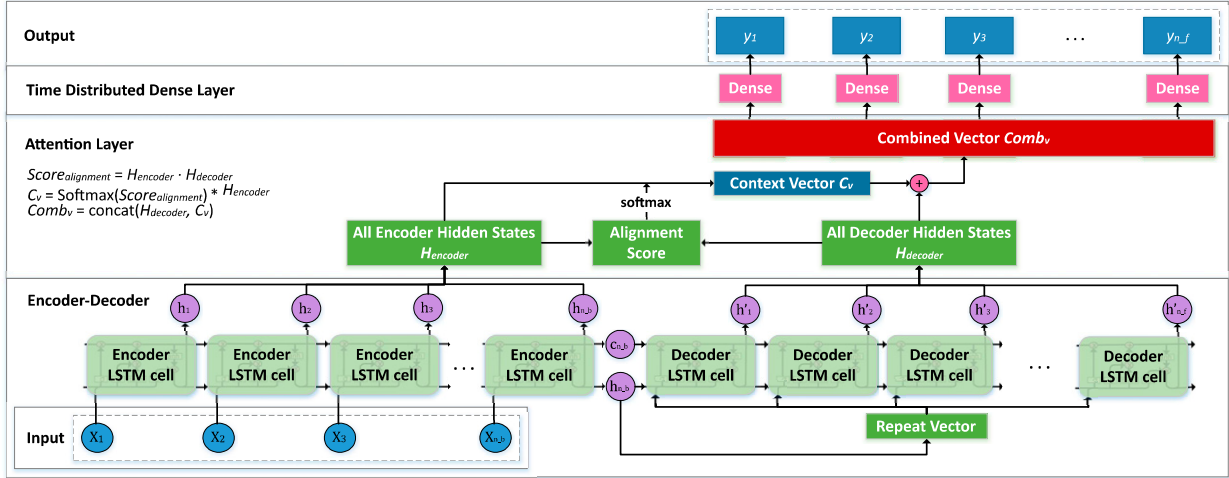 Output
y1 y2 y3 ... yn_f
Time Distributed Dense Layer
Dense Dense Dense Dense
Attention Layer
Combined Vector Combv
Scorealignment = Hencoder · Hdecoder
Cv = Softmax(Scorealignment) * Hencoder
Combv = concat(Hdecoder, Cv)
Context Vector Cv
+
softmax
All Encoder Hidden States
Hencoder
Alignment
Score
All Decoder Hidden States
Hdecoder
Encoder-Decoder
h1 h2 h3 hn_b h'1 h'2 h'3 h'n_f
Encoder
LSTM cell
Encoder
LSTM cell
Encoder
LSTM cell
...
Encoder
LSTM cell
cn_b
hn_b
Decoder
LSTM cell
Decoder
LSTM cell
Decoder
LSTM cell
...
Decoder
LSTM cell
Repeat Vector
Input
X1 X2 X3 Xn_b